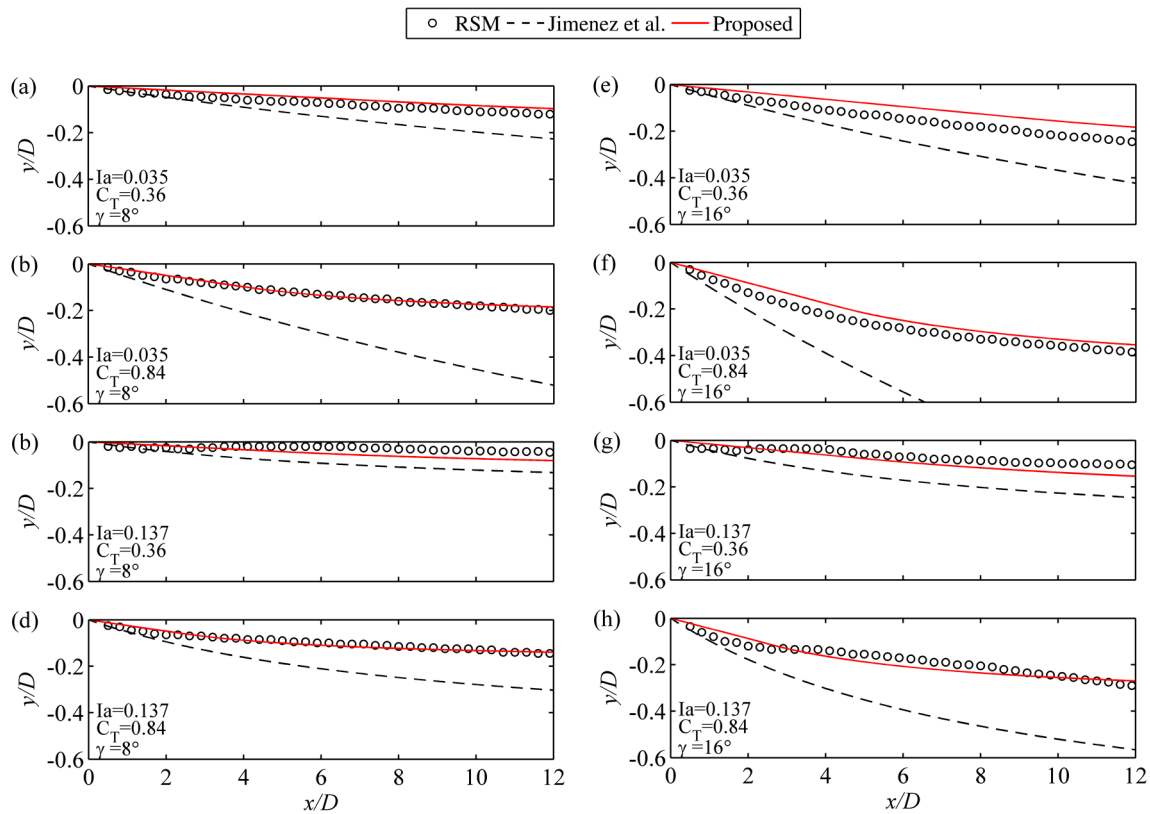 RSM Jimenez et al. Proposed
(a)
0
-0.2
-0.4
-0.6
y/D
Ia=0.035
C_T=0.36
γ=8°
(b)
0
-0.2
-0.4
-0.6
y/D
Ia=0.035
C_T=0.84
γ=8°
(b)
0
-0.2
-0.4
-0.6
y/D
Ia=0.137
C_T=0.36
γ=8°
(d)
0
-0.2
-0.4
-0.6
y/D
Ia=0.137
C_T=0.84
γ=8°
0 2 4 6 8 10 12
x/D
(e)
0
-0.2
-0.4
-0.6
y/D
Ia=0.035
C_T=0.36
γ=16°
(f)
0
-0.2
-0.4
-0.6
y/D
Ia=0.035
C_T=0.84
γ=16°
(g)
0
-0.2
-0.4
-0.6
y/D
Ia=0.137
C_T=0.36
γ=16°
(h)
0
-0.2
-0.4
-0.6
y/D
Ia=0.137
C_T=0.84
γ=16°
0 2 4 6 8 10 12
x/D